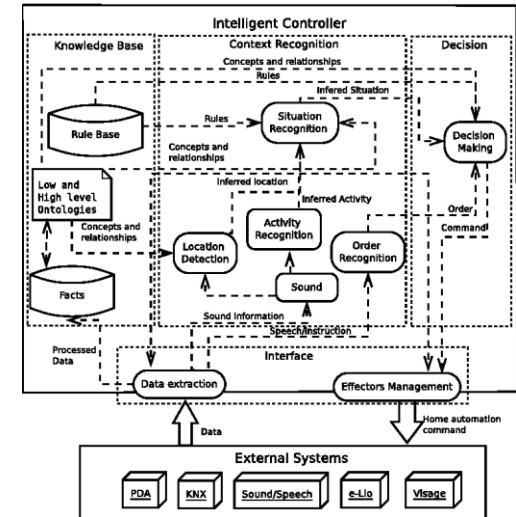 Intelligent Controller
Knowledge Base
Context Recognition
Decision
Concepts and relationships
Rules
Infered Situation
Rule Base
Rules
Situation
Recognition
Decision
Making
Concepts and
relationships
Low and
High level
Ontologies
Inferred location
Inferred Activity
Concepts and
relationships
Location
Detection
Activity
Recognition
Order
Recognition
Order
Command
Facts
Sound
Sound Information
Speech/Instruction
Processed
Data
Interface
Data extraction
Effectors Management
Data
Home automation
command
External Systems
PDA
KNX
Sound/Speech
e-Lio
Visage